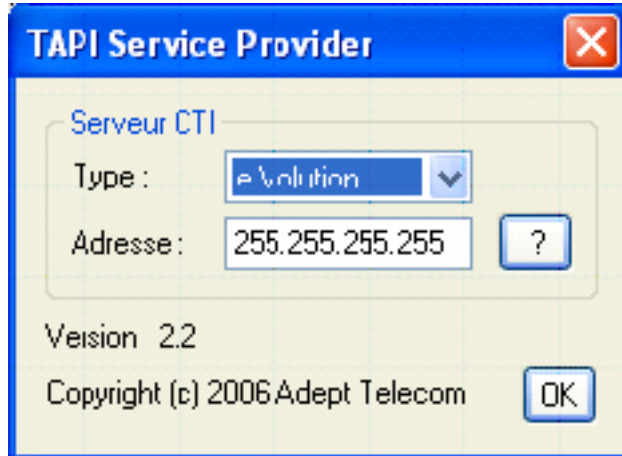 TAPI Service Provider
Serveur CTI
Type : e.Volution
Adresse : 255.255.255.255 ?
Version 2.2
Copyright (c) 2006 Adept Telecom OK